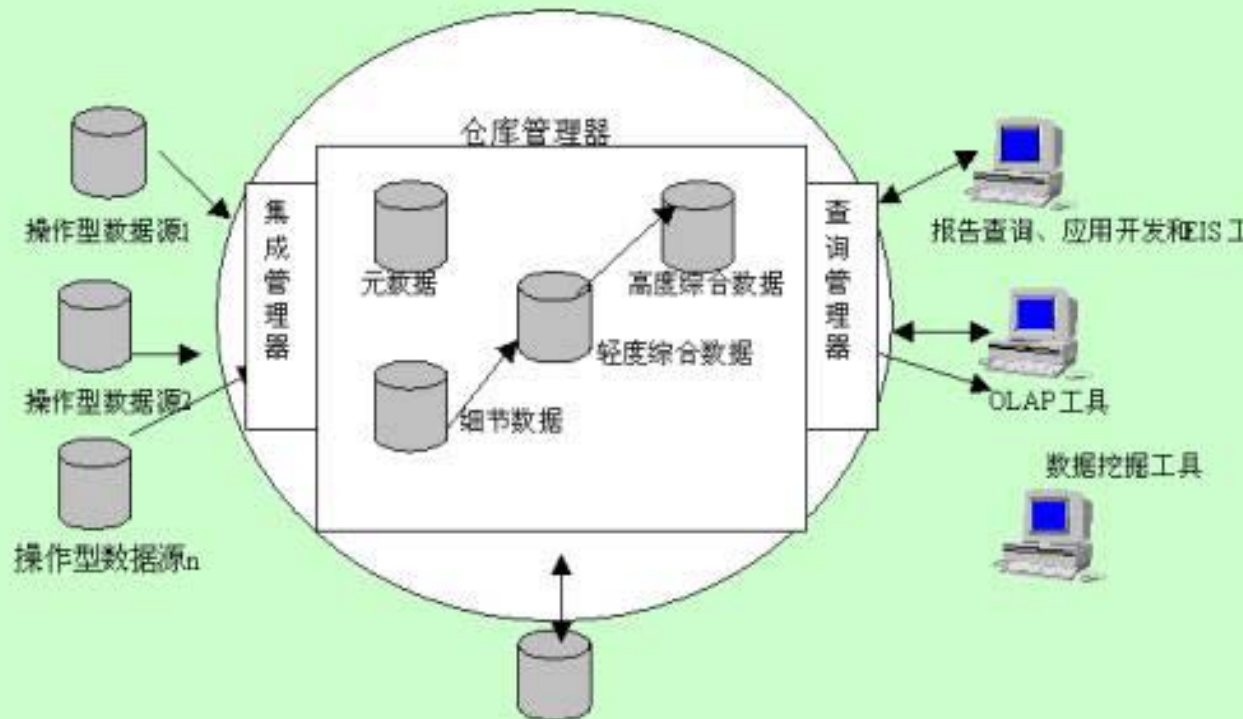 仓库管理器
操作型数据源1
操作型数据源2
操作型数据源n
集成管理器
元数据
高度综合数据
轻度综合数据
细节数据
查询管理器
报告查询、应用开发和EIS工
OLAP工具
数据挖掘工具